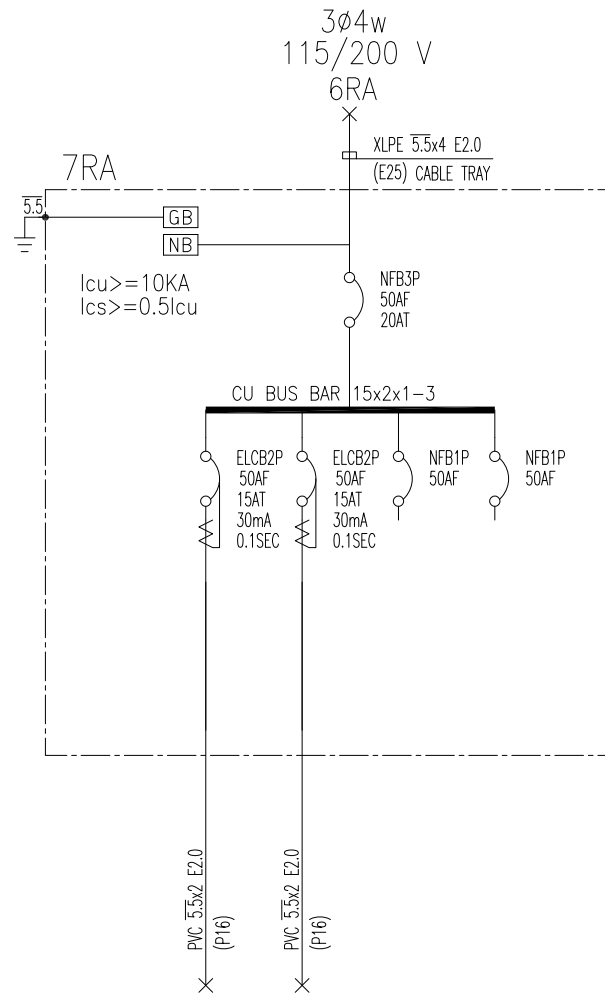 3ø4w
115/200 V
6RA
XLPE 5.5x4 E2.0
(E25) CABLE TRAY
7RA
5.5
GB
NB
Icu>=10KA
Ics>=0.5Icu
NFB3P
50AF
20AT
CU BUS BAR 15x2x1-3
ELCB2P
50AF
15AT
30mA
0.1SEC
ELCB2P
50AF
15AT
30mA
0.1SEC
NFB1P
50AF
NFB1P
50AF
PVC 5.5x2 E2.0
(P16)
PVC 5.5x2 E2.0
(P16)